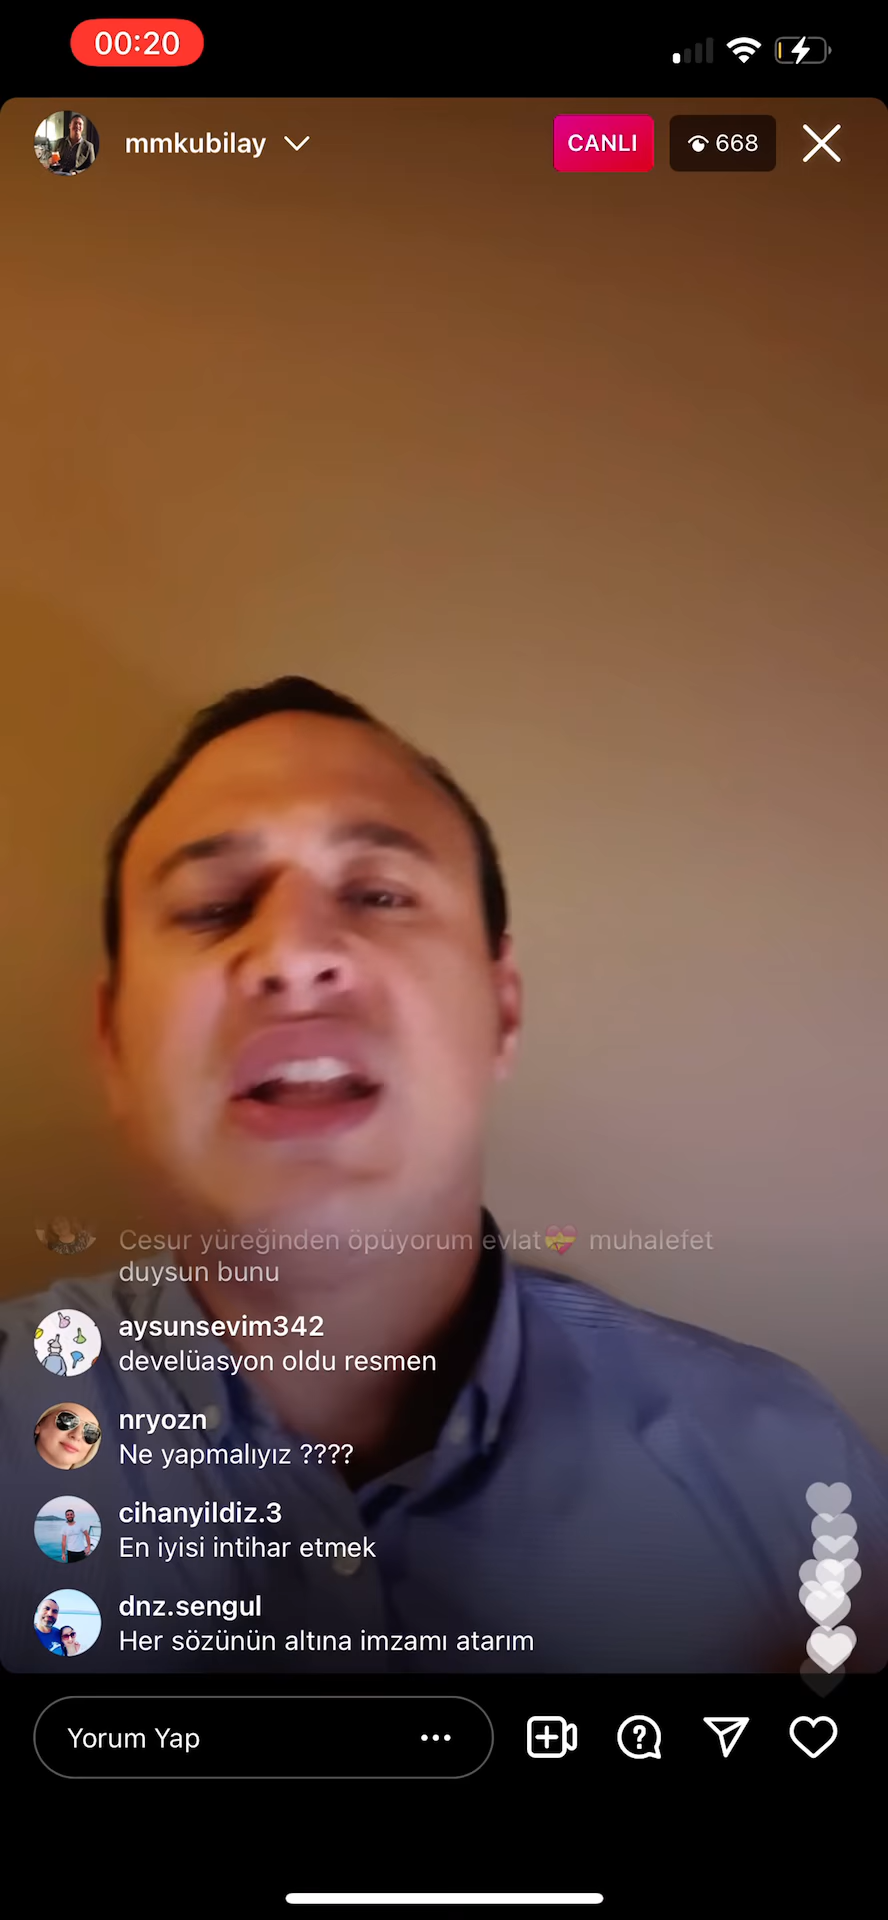 00:20
mmkubilay
CANLI
668
Cesur yüreğinden öpüyorum evlat💝 muhalefet
duysun bunu
aysunsevim342
develüasyon oldu resmen
nryozn
Ne yapmalıyız ????
cihanyildiz.3
En iyisi intihar etmek
dnz.sengul
Her sözünün altına imzamı atarım
Yorum Yap